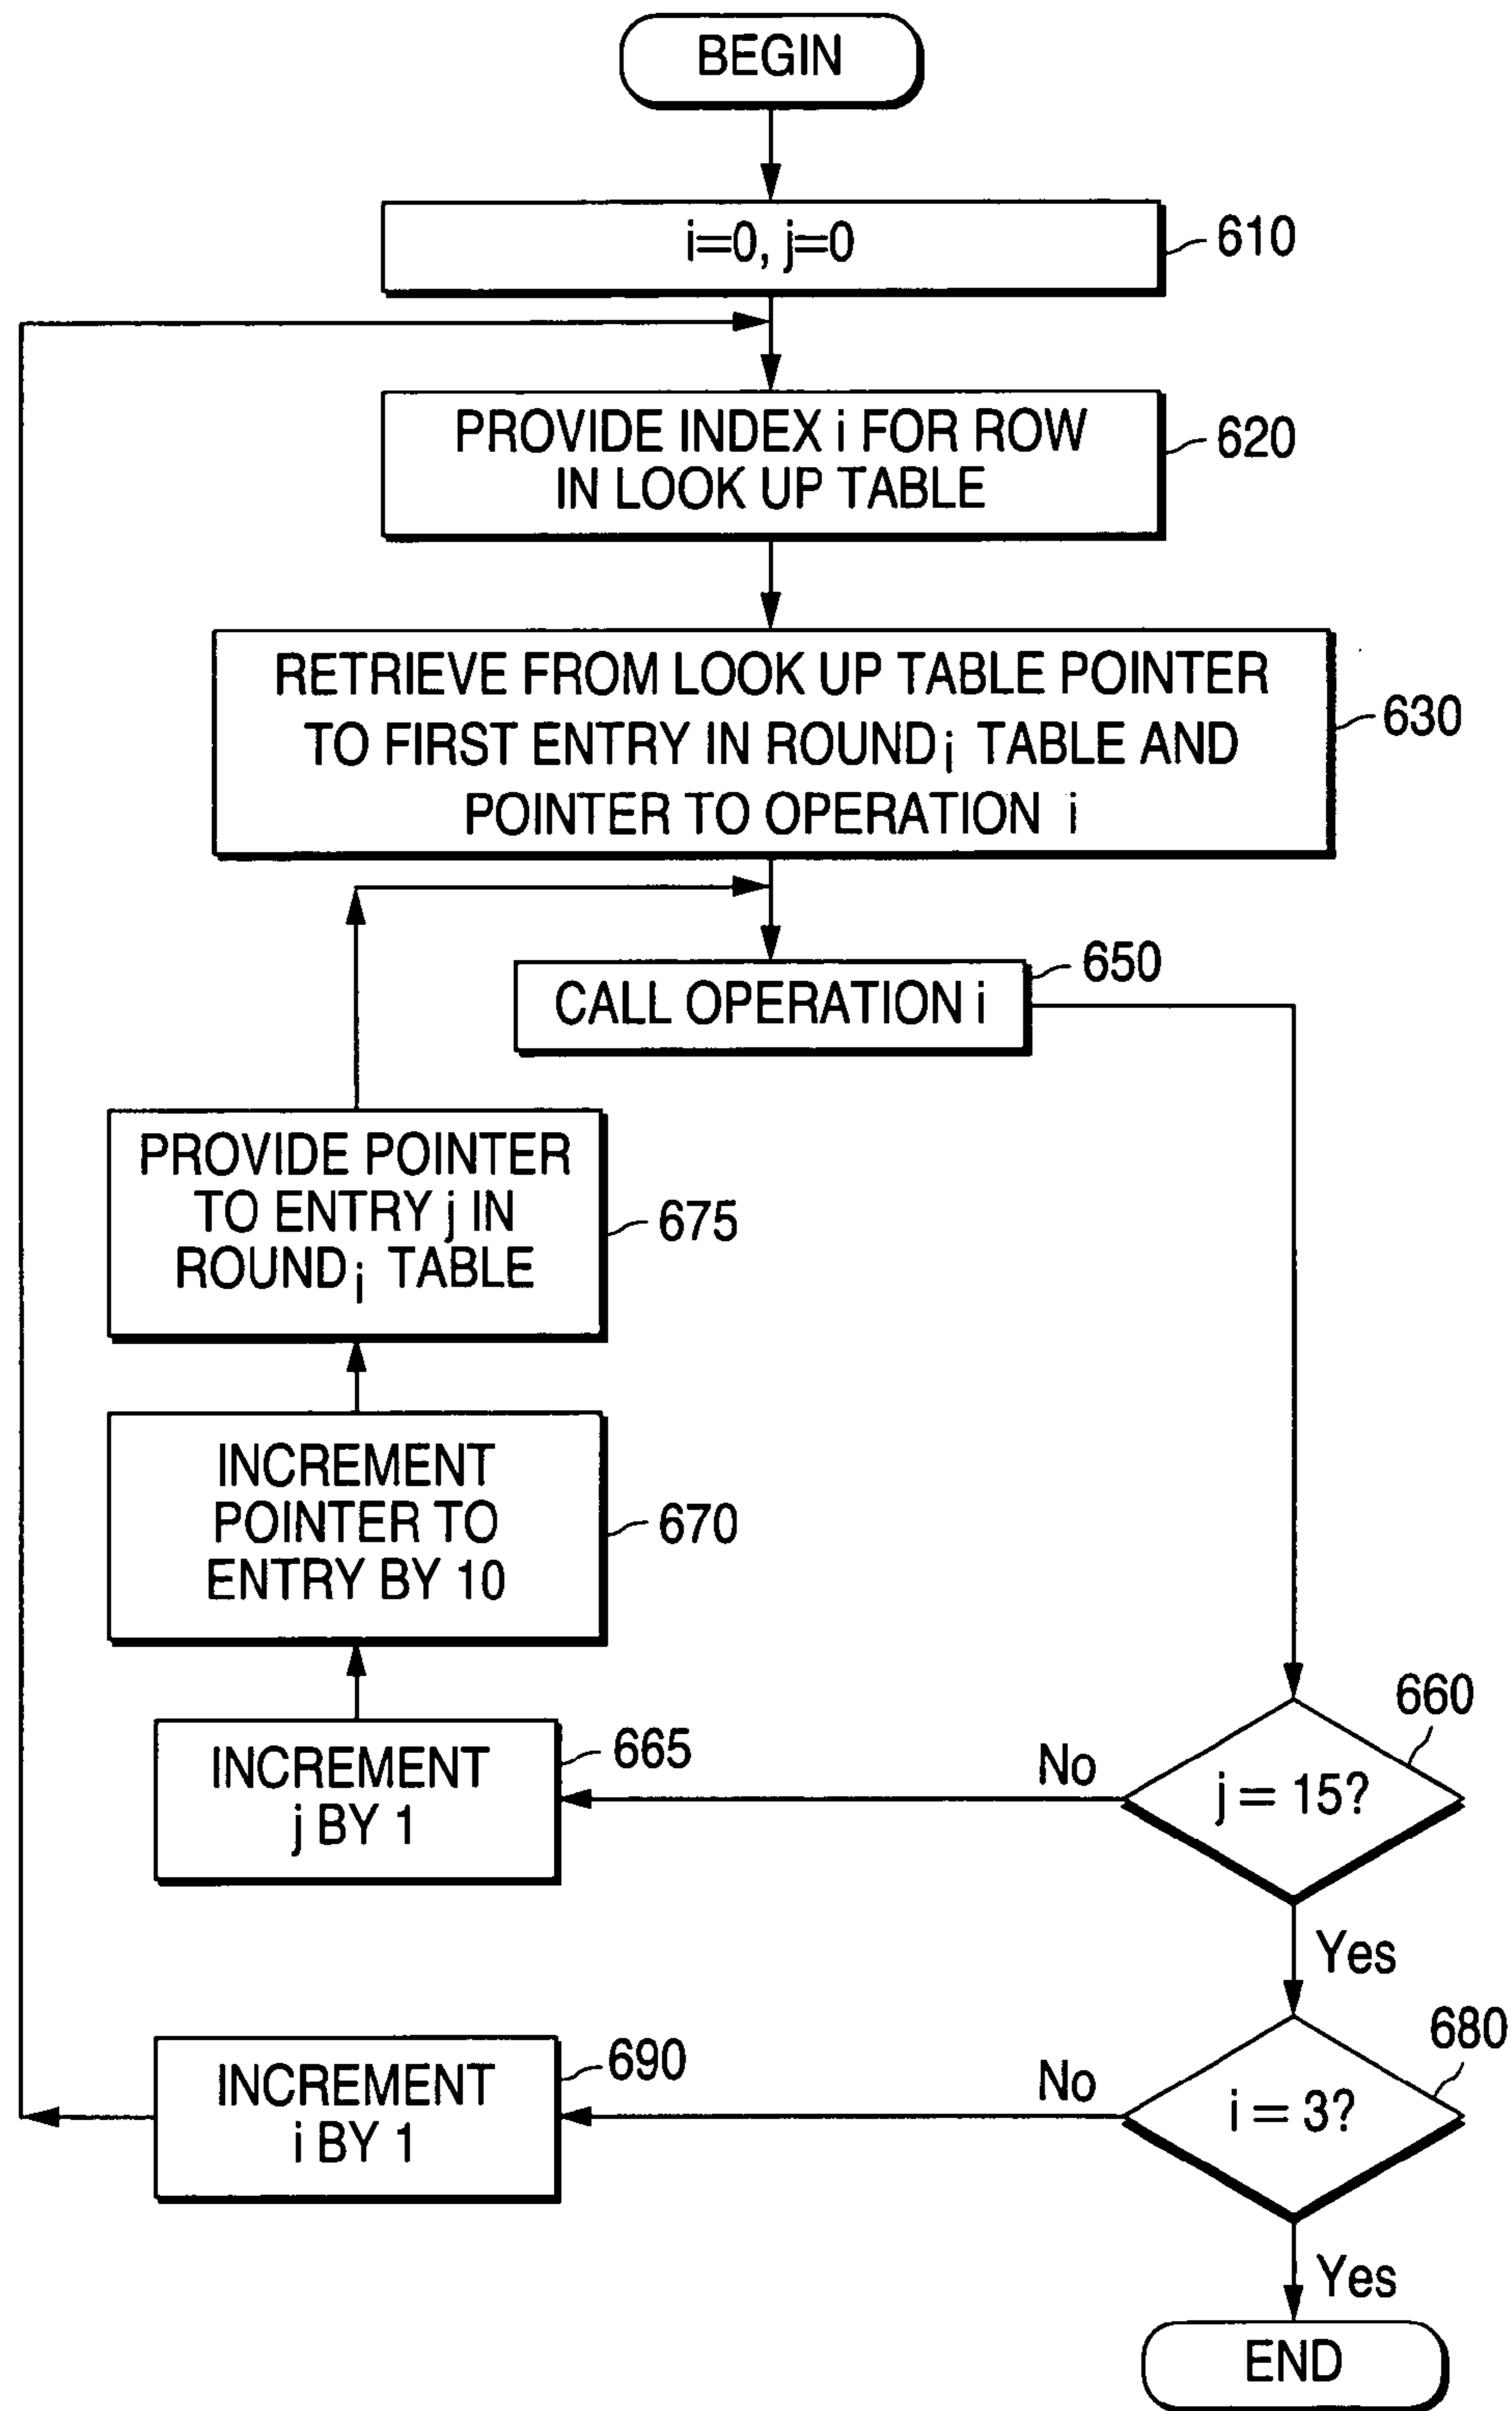 BEGIN
i=0, j=0
610
PROVIDE INDEX i FOR ROW
IN LOOK UP TABLE
620
RETRIEVE FROM LOOK UP TABLE POINTER
TO FIRST ENTRY IN ROUND i TABLE AND
POINTER TO OPERATION i
630
CALL OPERATION i
650
PROVIDE POINTER
TO ENTRY j IN
ROUND i TABLE
675
INCREMENT
POINTER TO
ENTRY BY 10
670
INCREMENT
j BY 1
665
No
j = 15?
660
Yes
INCREMENT
i BY 1
690
No
i = 3?
680
Yes
END